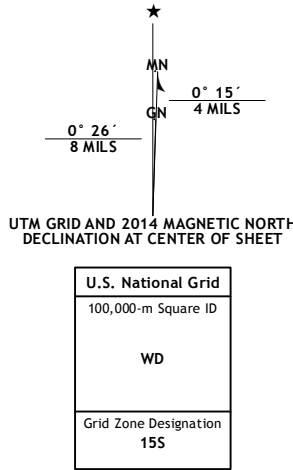 ★
MN
0° 15´
4 MILS
GN
0° 26´
8 MILS
UTM GRID AND 2014 MAGNETIC NORTH
DECLINATION AT CENTER OF SHEET
U.S. National Grid
100,000-m Square ID
WD
Grid Zone Designation
15S